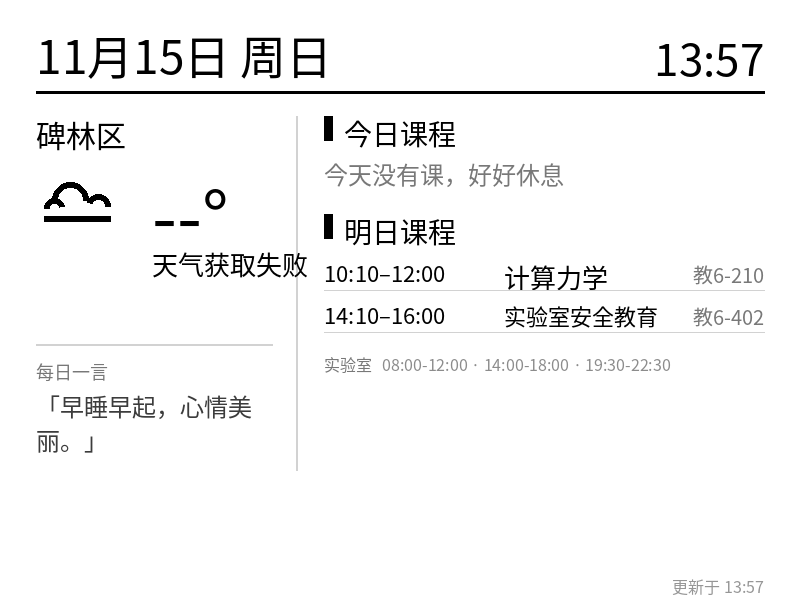 11月15日 周日
13:57
碑林区
--°
天气获取失败
每日一言
「早睡早起，心情美
丽。」
今日课程
今天没有课，好好休息
明日课程
10:10–12:00 计算力学 教6-210
14:10–16:00 实验室安全教育 教6-402
实验室 08:00-12:00 · 14:00-18:00 · 19:30-22:30
更新于 13:57